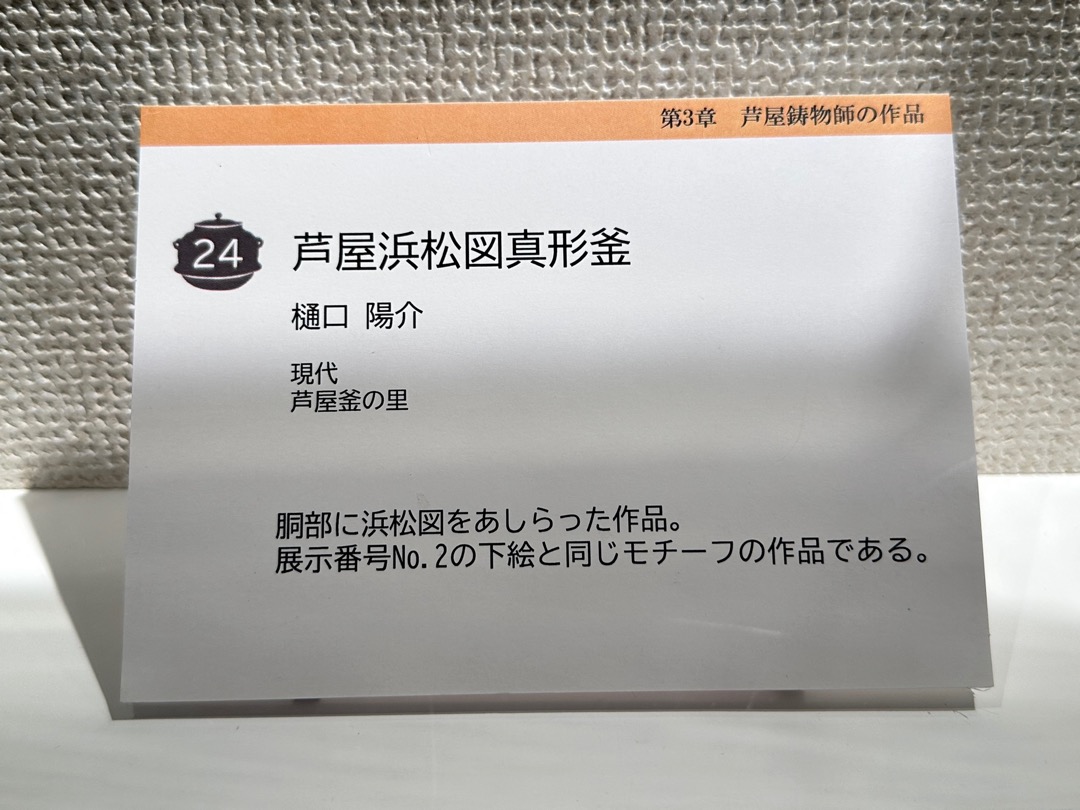 第3章　芦屋鋳物師の作品
24
芦屋浜松図真形釜
樋口 陽介
現代
芦屋釜の里
胴部に浜松図をあしらった作品。
展示番号No.2の下絵と同じモチーフの作品である。